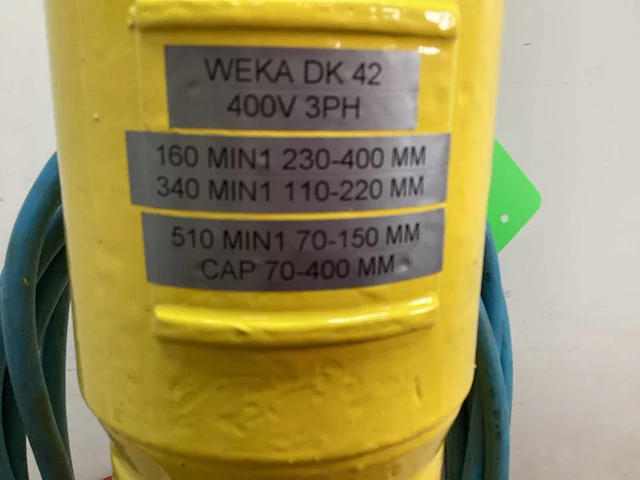 WEKA DK 42
400V 3PH
160 MIN1 230-400 MM
340 MIN1 110-220 MM
510 MIN1 70-150 MM
CAP 70-400 MM